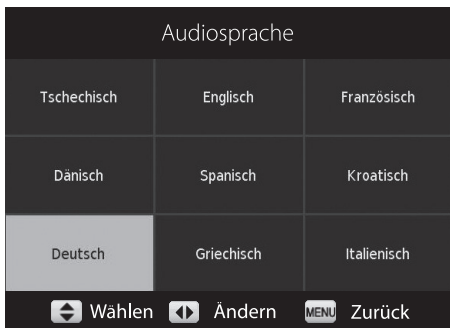 Audiosprache
Tschechisch Englisch Französisch
Dänisch Spanisch Kroatisch
Deutsch Griechisch Italienisch
Wählen Ändern MENU Zurück